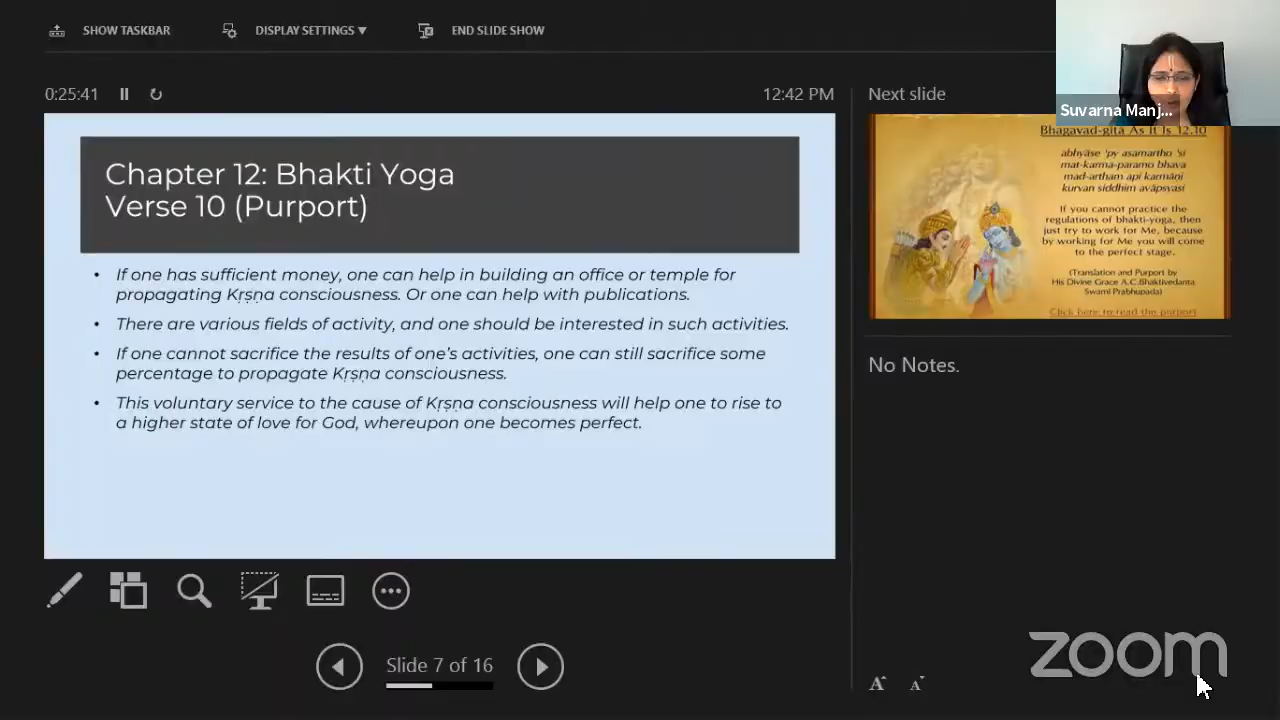 SHOW TASKBAR
DISPLAY SETTINGS ▼
END SLIDE SHOW
0:25:41
12:42 PM
Next slide
Suvarna Manj...
Chapter 12: Bhakti Yoga
Verse 10 (Purport)
• If one has sufficient money, one can help in building an office or temple for
propagating Kṛṣṇa consciousness. Or one can help with publications.
• There are various fields of activity, and one should be interested in such activities.
• If one cannot sacrifice the results of one’s activities, one can still sacrifice some
percentage to propagate Kṛṣṇa consciousness.
• This voluntary service to the cause of Kṛṣṇa consciousness will help one to rise to
a higher state of love for God, whereupon one becomes perfect.
Bhagavad-gītā As It Is 12.10
abhyāse 'py asamartho 'si
mat-karma-paramo bhava
mad-artham api karmāṇi
kurvan siddhim avāpsyasi
If you cannot practice the
regulations of bhakti-yoga, then
just try to work for Me, because
by working for Me you will come
to the perfect stage.
(Translation and Purport by
His Divine Grace A.C.Bhaktivedanta
Swami Prabhupada)
Click here to read the purport
No Notes.
Slide 7 of 16
A A
zoom